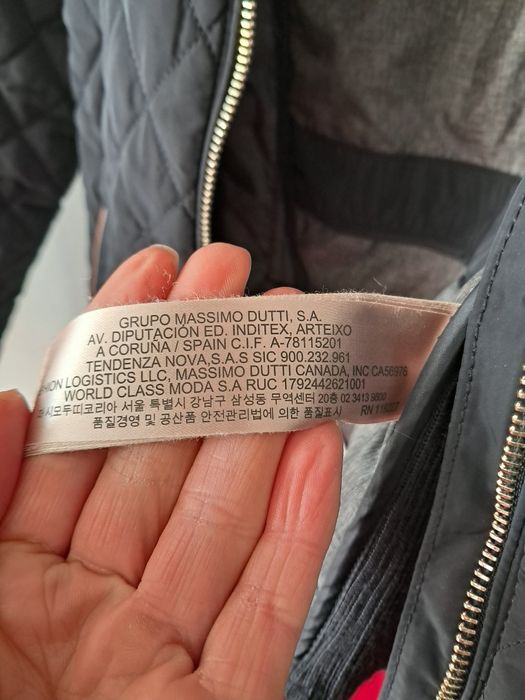 GRUPO MASSIMO DUTTI, S.A.
AV. DIPUTACIÓN ED. INDITEX, ARTEIXO
A CORUÑA / SPAIN C.I.F. A-78115201
TENDENZA NOVA,S.A.S SIC 900.232.961
LOGISTICS LLC, MASSIMO DUTTI CANADA, INC CA56976
WORLD CLASS MODA S.A RUC 1792442621001
서울 특별시 강남구 삼성동 무역센터 20층 02 3413 9800
품질경영 및 공산품 안전관리법에 의한 품질표시 RN